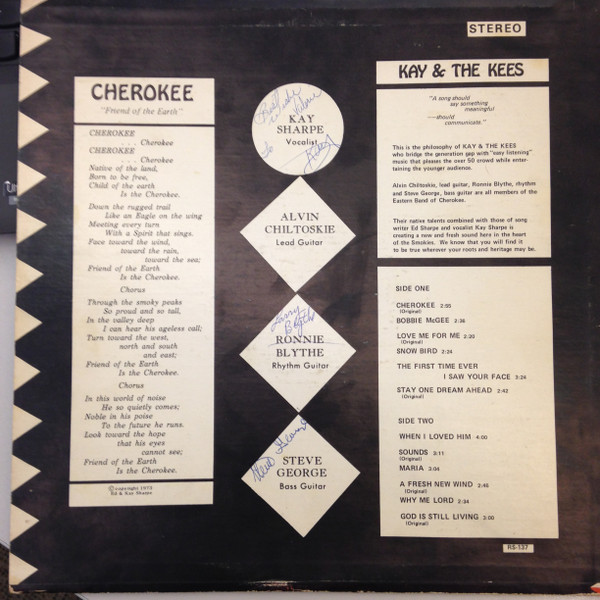 STEREO
CHEROKEE
"Friend of the Earth"
CHEROKEE
. . . Cherokee
CHEROKEE
. . . Cherokee
Native of the land,
Born to be free,
Child of the earth
Is the Cherokee.
Down the rugged trail
Like an Eagle on the wing
Meeting every turn
With a Spirit that sings.
Face toward the wind,
toward the rain,
toward the sea;
Friend of the Earth
Is the Cherokee.
Chorus
Through the smoky peaks
So proud and so tall,
In the valley deep
I can hear his ageless call;
Turn toward the west,
north and south
and east;
Friend of the Earth
Is the Cherokee.
Chorus
In this world of noise
He so quietly comes;
Noble in his poise
To the future he runs.
Look toward the hope
that his eyes
cannot see;
Friend of the Earth
Is the Cherokee.
© copyright 1973
Ed & Kay Sharpe
KAY
SHARPE
Vocalist
Kay
ALVIN
CHILTOSKIE
Lead Guitar
Larry
Blythe
RONNIE
BLYTHE
Rhythm Guitar
Steve George
STEVE
GEORGE
Bass Guitar
KAY & THE KEES
"A song should
say something
meaningful
——should
communicate."
This is the philosophy of KAY & THE KEES
who bridge the generation gap with "easy listening"
music that pleases the over 50 crowd while enter-
taining the younger audience.
Alvin Chiltoskie, lead guitar, Ronnie Blythe, rhythm
and Steve George, bass guitar are all members of the
Eastern Band of Cherokee.
Their native talents combined with those of song
writer Ed Sharpe and vocalist Kay Sharpe is
creating a new and fresh sound here in the heart
of the Smokies. We know that you will find it
to be true wherever your roots and heritage may be.
SIDE ONE
CHEROKEE 2:55
(Original)
BOBBIE McGEE 2:36
LOVE ME FOR ME 2:30
(Original)
SNOW BIRD 2:24
THE FIRST TIME EVER
I SAW YOUR FACE 3:24
STAY ONE DREAM AHEAD 2:42
(Original)
SIDE TWO
WHEN I LOVED HIM 4:00
SOUNDS 2:11
(Original)
MARIA 3:04
A FRESH NEW WIND 2:45
(Original)
WHY ME LORD 2:34
GOD IS STILL LIVING 3:00
(Original)
RS-137